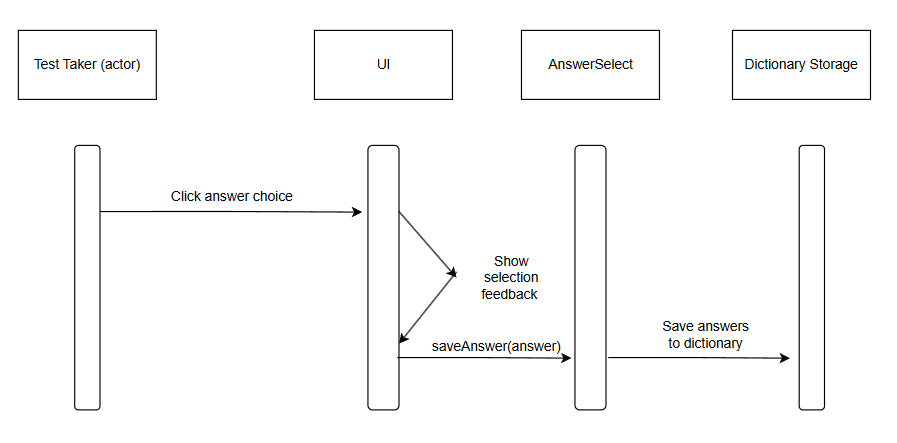 Test Taker (actor)
UI
AnswerSelect
Dictionary Storage
Click answer choice
Show
selection
feedback
saveAnswer(answer)
Save answers
to dictionary